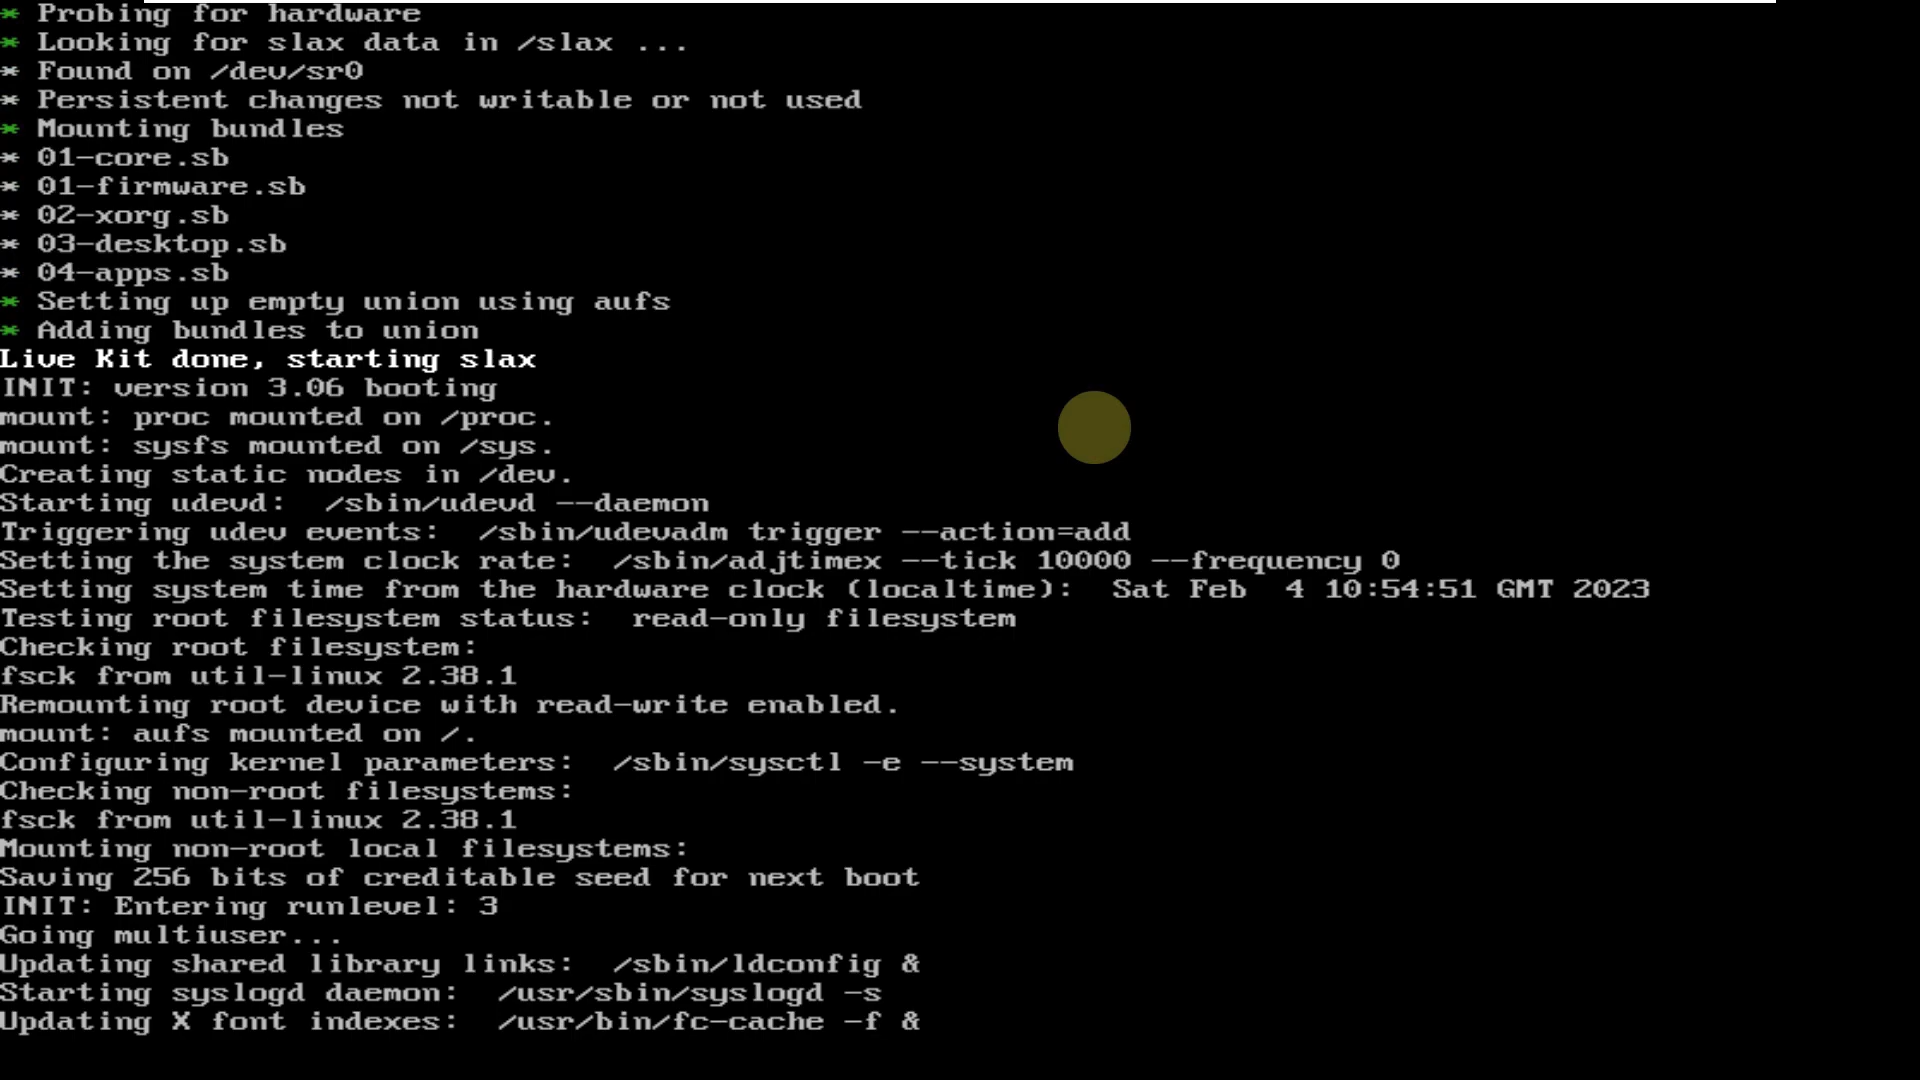 * Probing for hardware
* Looking for slax data in /slax ...
* Found on /dev/sr0
* Persistent changes not writable or not used
* Mounting bundles
* 01-core.sb
* 01-firmware.sb
* 02-xorg.sb
* 03-desktop.sb
* 04-apps.sb
* Setting up empty union using aufs
* Adding bundles to union
Live Kit done, starting slax
INIT: version 3.06 booting
mount: proc mounted on /proc.
mount: sysfs mounted on /sys.
Creating static nodes in /dev.
Starting udevd:  /sbin/udevd --daemon
Triggering udev events:  /sbin/udevadm trigger --action=add
Setting the system clock rate:  /sbin/adjtimex --tick 10000 --frequency 0
Setting system time from the hardware clock (localtime):  Sat Feb  4 10:54:51 GMT 2023
Testing root filesystem status:  read-only filesystem
Checking root filesystem:
fsck from util-linux 2.38.1
Remounting root device with read-write enabled.
mount: aufs mounted on /.
Configuring kernel parameters:  /sbin/sysctl -e --system
Checking non-root filesystems:
fsck from util-linux 2.38.1
Mounting non-root local filesystems:
Saving 256 bits of creditable seed for next boot
INIT: Entering runlevel: 3
Going multiuser...
Updating shared library links:  /sbin/ldconfig &
Starting syslogd daemon:  /usr/sbin/syslogd -s
Updating X font indexes:  /usr/bin/fc-cache -f &